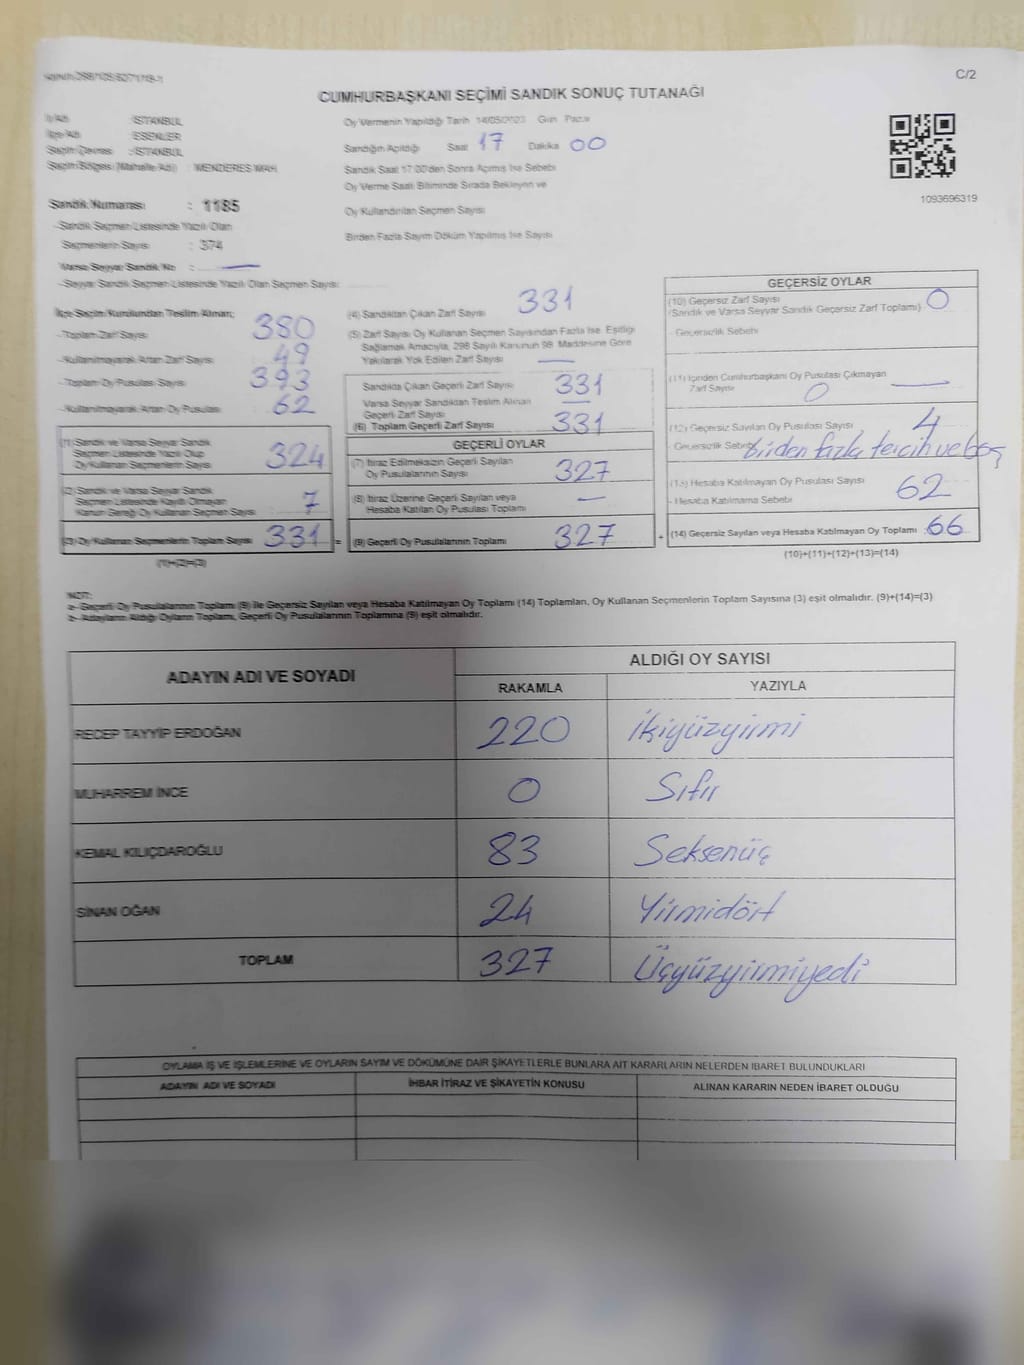 C/2
CUMHURBAŞKANI SEÇİMİ SANDIK SONUÇ TUTANAĞI
İli Adı : İSTANBUL
İlçe Adı : ESENLER
Seçim Çevresi : İSTANBUL
Seçim Bölgesi (Mahalle Adı) : MENDERES MAH
Sandık Numarası : 1185
-Sandık Seçmen Listesinde Yazılı Olan
Seçmenlerin Sayısı : 374
Varsa Seyyar Sandık No : —
-Seyyar Sandık Seçmen Listesinde Yazılı Olan Seçmen Sayısı :
Oy Vermenin Yapıldığı Tarih 14/05/2023 Gün Pazar
Sandığın Açıldığı Saat 17 Dakika 00
Sandık Saat 17:00'den Sonra Açılmış İse Sebebi
Oy Verme Saati Bitiminde Sırada Bekleyen ve
Oy Kullandırılan Seçmen Sayısı
Birden Fazla Sayım Döküm Yapılmış İse Sayısı
1093696319
İlçe Seçim Kurulundan Teslim Alınan;
-Toplam Zarf Sayısı 380
-Kullanılmayarak Artan Zarf Sayısı 49
-Toplam Oy Pusulası Sayısı 393
-Kullanılmayarak Artan Oy Pusulası 62
(1) Sandık ve Varsa Seyyar Sandık
Seçmen Listesinde Yazılı Olup
Oy Kullanan Seçmenlerin Sayısı 324
(2) Sandık ve Varsa Seyyar Sandık
Seçmen Listesinde Kayıtlı Olmayan
Kanun Gereği Oy Kullanan Seçmen Sayısı 7
(3) Oy Kullanan Seçmenlerin Toplam Sayısı 331 =
(1)+(2)=(3)
(4) Sandıktan Çıkan Zarf Sayısı 331
(5) Zarf Sayısı Oy Kullanan Seçmen Sayısından Fazla İse, Eşitliği
Sağlamak Amacıyla, 298 Sayılı Kanunun 98. Maddesine Göre
Yakılarak Yok Edilen Zarf Sayısı —
Sandıkta Çıkan Geçerli Zarf Sayısı 331
Varsa Seyyar Sandıktan Teslim Alınan
Geçerli Zarf Sayısı —
(6) Toplam Geçerli Zarf Sayısı 331
GEÇERLİ OYLAR
(7) İtiraz Edilmeksizin Geçerli Sayılan
Oy Pusulalarının Sayısı 327
(8) İtiraz Üzerine Geçerli Sayılan veya
Hesaba Katılan Oy Pusulası Toplamı —
(9) Geçerli Oy Pusulalarının Toplamı 327 +
GEÇERSİZ OYLAR
(10) Geçersiz Zarf Sayısı 0
(Sandık ve Varsa Seyyar Sandık Geçersiz Zarf Toplamı)
- Geçersizlik Sebebi
(11) İçinden Cumhurbaşkanı Oy Pusulası Çıkmayan
Zarf Sayısı 0 —
(12) Geçersiz Sayılan Oy Pusulası Sayısı 4
- Geçersizlik Sebebi Birden fazla tercih ve boş
(13) Hesaba Katılmayan Oy Pusulası Sayısı 62
- Hesaba Katılmama Sebebi
(14) Geçersiz Sayılan veya Hesaba Katılmayan Oy Toplamı 66
(10)+(11)+(12)+(13)=(14)
NOT:
a- Geçerli Oy Pusulalarının Toplamı (9) ile Geçersiz Sayılan veya Hesaba Katılmayan Oy Toplamı (14) Toplamları, Oy Kullanan Seçmenlerin Toplam Sayısına (3) eşit olmalıdır. (9)+(14)=(3)
2- Adayların Aldığı Oyların Toplamı, Geçerli Oy Pusulalarının Toplamına (9) eşit olmalıdır.
ADAYIN ADI VE SOYADI
ALDIĞI OY SAYISI
RAKAMLA YAZIYLA
RECEP TAYYİP ERDOĞAN 220 İkiyüzyirmi
MUHARREM İNCE 0 Sıfır
KEMAL KILIÇDAROĞLU 83 Seksenüç
SİNAN OĞAN 24 Yirmidört
TOPLAM 327 Üçyüzyirmiyedi
OYLAMA İŞ VE İŞLEMLERİNE VE OYLARIN SAYIM VE DÖKÜMÜNE DAİR ŞİKAYETLERLE BUNLARA AİT KARARLARIN NELERDEN İBARET BULUNDUKLARI
ADAYIN ADI VE SOYADI İHBAR İTİRAZ VE ŞİKAYETİN KONUSU ALINAN KARARIN NEDEN İBARET OLDUĞU